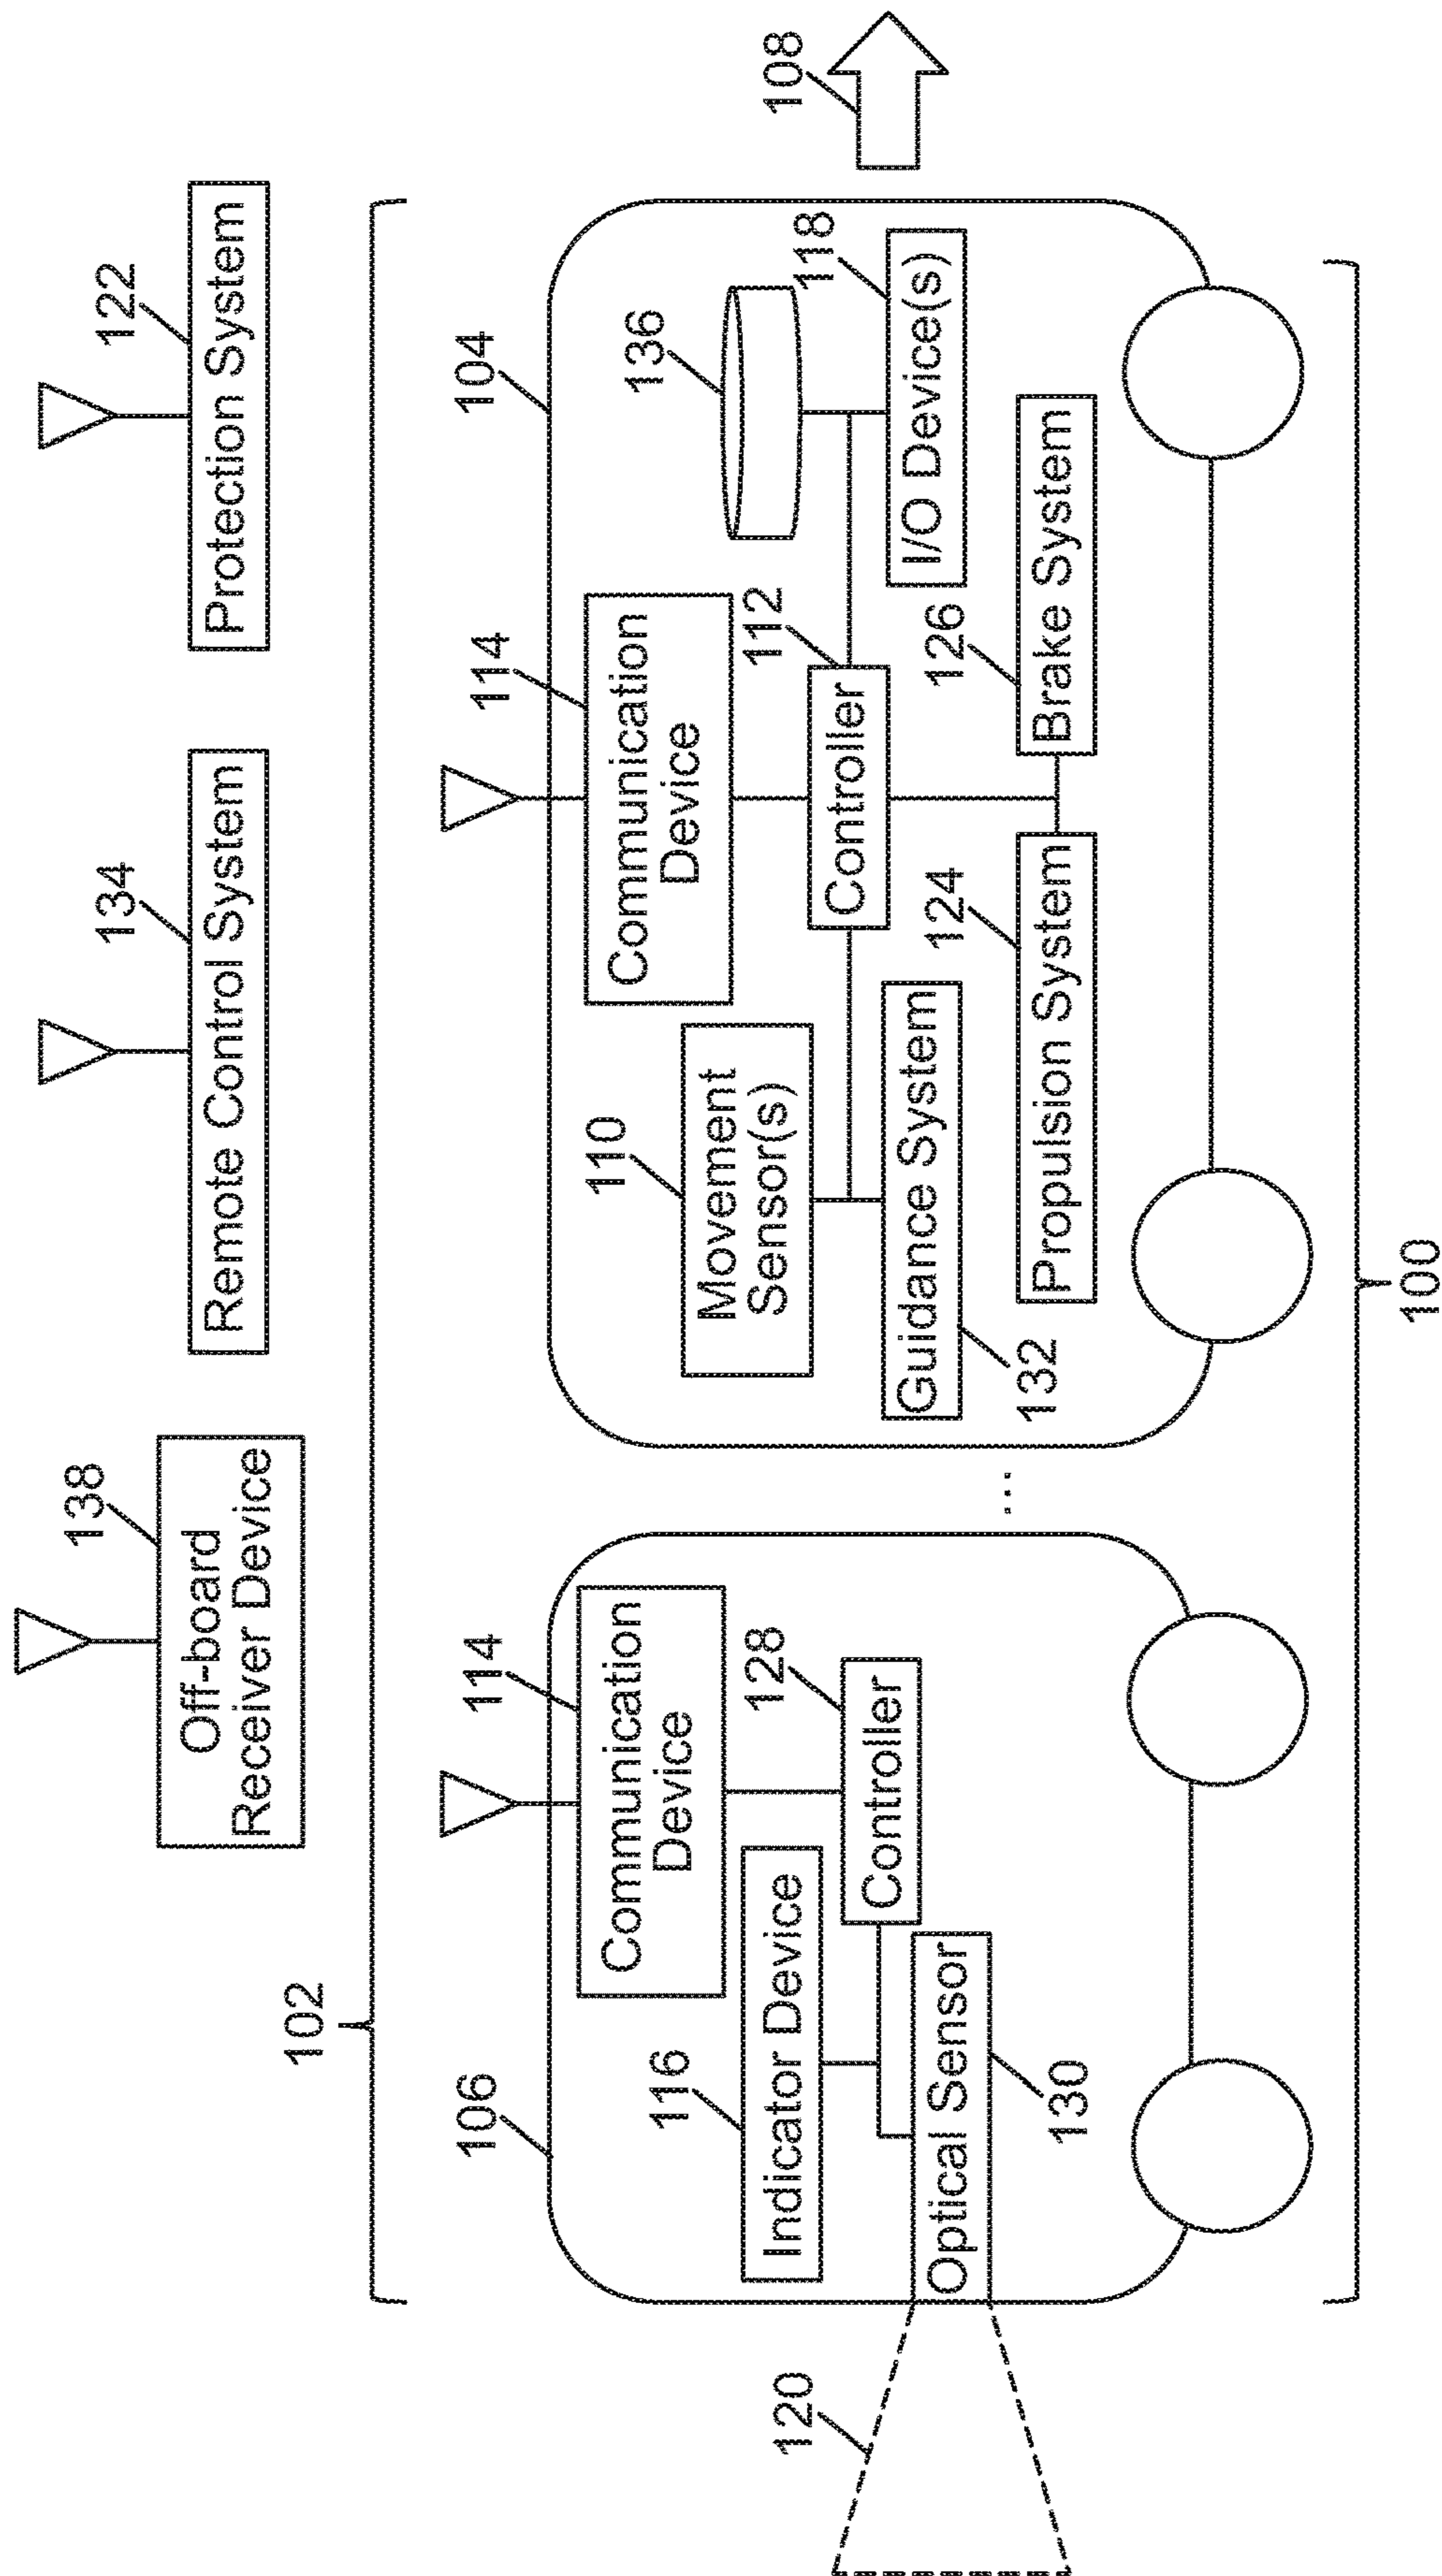 138
Off-board
Receiver Device
134
Remote Control System
122
Protection System
102
106
114
Communication
Device
116
Indicator Device
128
Controller
Optical Sensor
130
120
...
104
114
Communication
Device
110
Movement
Sensor(s)
112
Controller
136
118
I/O Device(s)
Guidance System
132
124
Propulsion System
126
Brake System
108
100